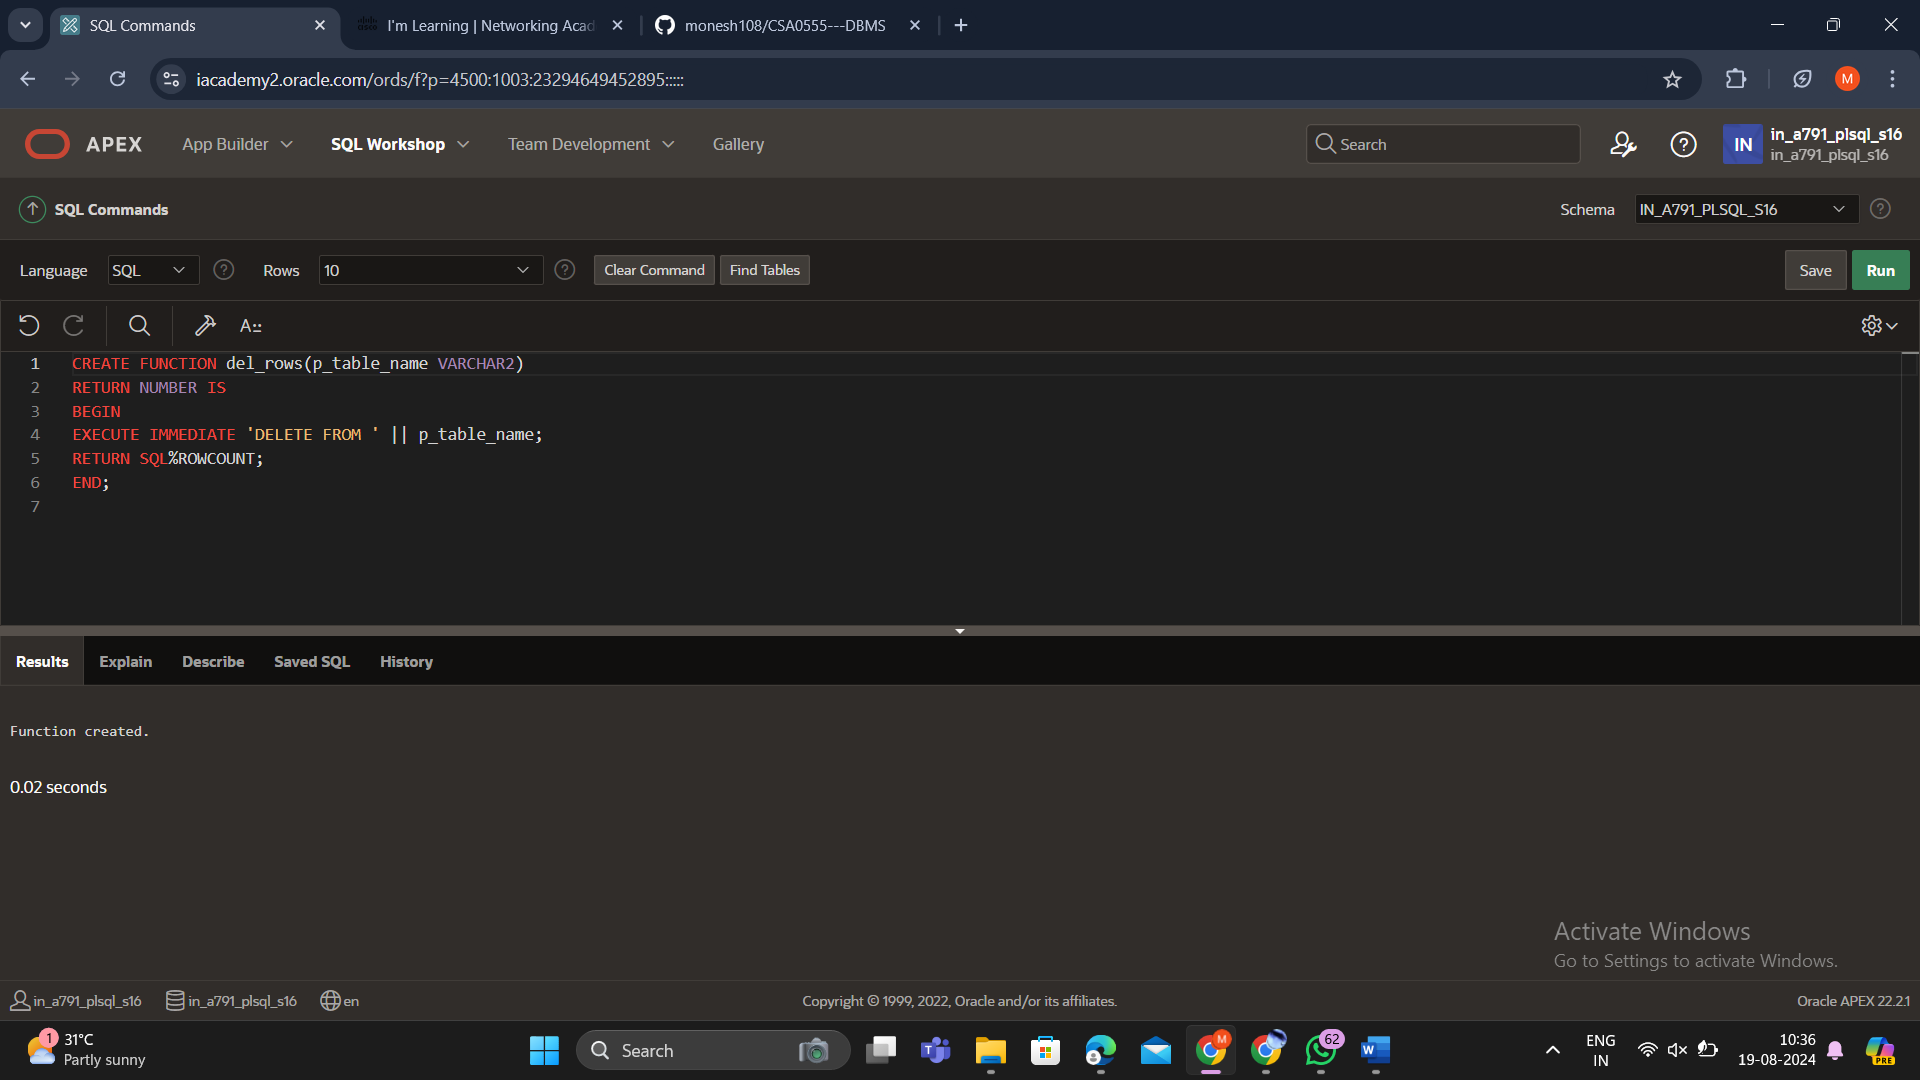 SQL Commands
I'm Learning | Networking Acad
monesh108/CSA0555---DBMS
iacademy2.oracle.com/ords/f?p=4500:1003:23294649452895:::::
M
APEX
App Builder
SQL Workshop
Team Development
Gallery
Search
IN
in_a791_plsql_s16
in_a791_plsql_s16
SQL Commands
Schema
IN_A791_PLSQL_S16
Language
SQL
Rows
10
Clear Command
Find Tables
Save
Run
A::
1 CREATE FUNCTION del_rows(p_table_name VARCHAR2)
2 RETURN NUMBER IS
3 BEGIN
4 EXECUTE IMMEDIATE 'DELETE FROM ' || p_table_name;
5 RETURN SQL%ROWCOUNT;
6 END;
7
Results
Explain
Describe
Saved SQL
History
Function created.
0.02 seconds
Activate Windows
Go to Settings to activate Windows.
in_a791_plsql_s16
in_a791_plsql_s16
en
Copyright © 1999, 2022, Oracle and/or its affiliates.
Oracle APEX 22.2.1
1
31°C
Partly sunny
Search
M
62
ENG
IN
10:36
19-08-2024
PRE